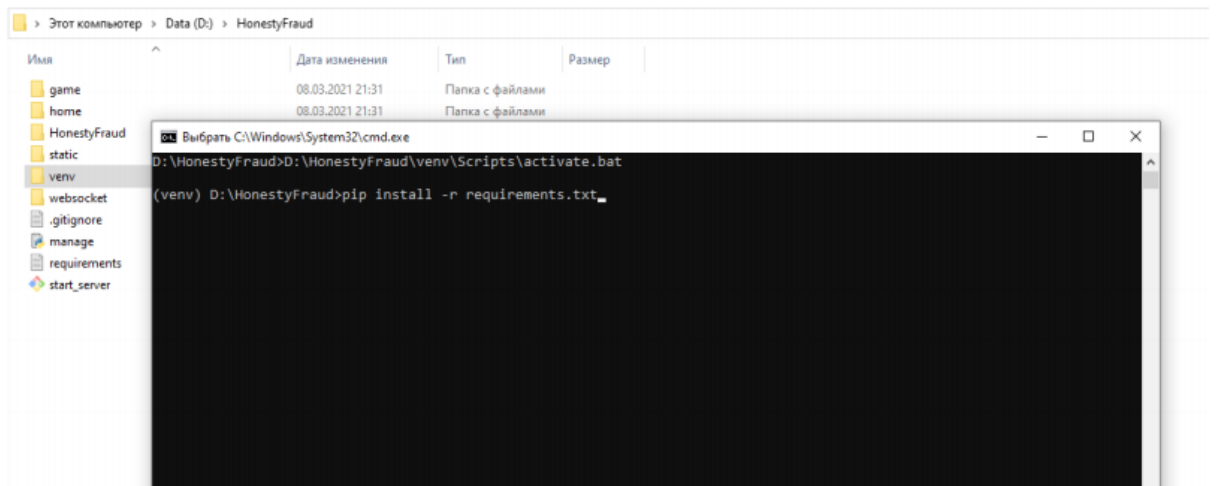 Этот компьютер > Data (D:) > HonestyFraud
Имя Дата изменения Тип Размер
game 08.03.2021 21:31 Папка с файлами
home 08.03.2021 21:31 Папка с файлами
HonestyFraud
static
venv
websocket
.gitignore
manage
requirements
start_server
Выбрать C:\Windows\System32\cmd.exe
D:\HonestyFraud>D:\HonestyFraud\venv\Scripts\activate.bat
(venv) D:\HonestyFraud>pip install -r requirements.txt